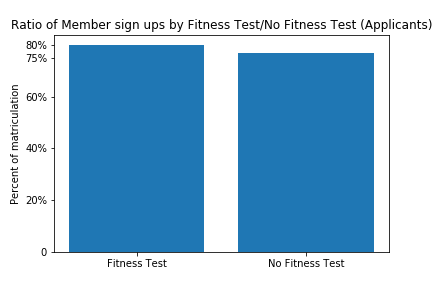 Ratio of Member sign ups by Fitness Test/No Fitness Test (Applicants)
80%
75%
60%
40%
20%
0
Percent of matriculation
Fitness Test
No Fitness Test